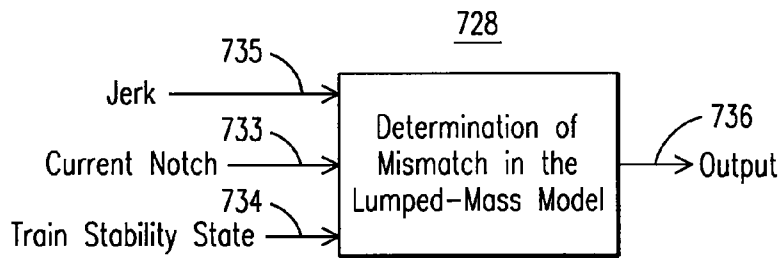 728
735
Jerk
733
Current Notch
734
Train Stability State
Determination of
Mismatch in the
Lumped-Mass Model
736
Output